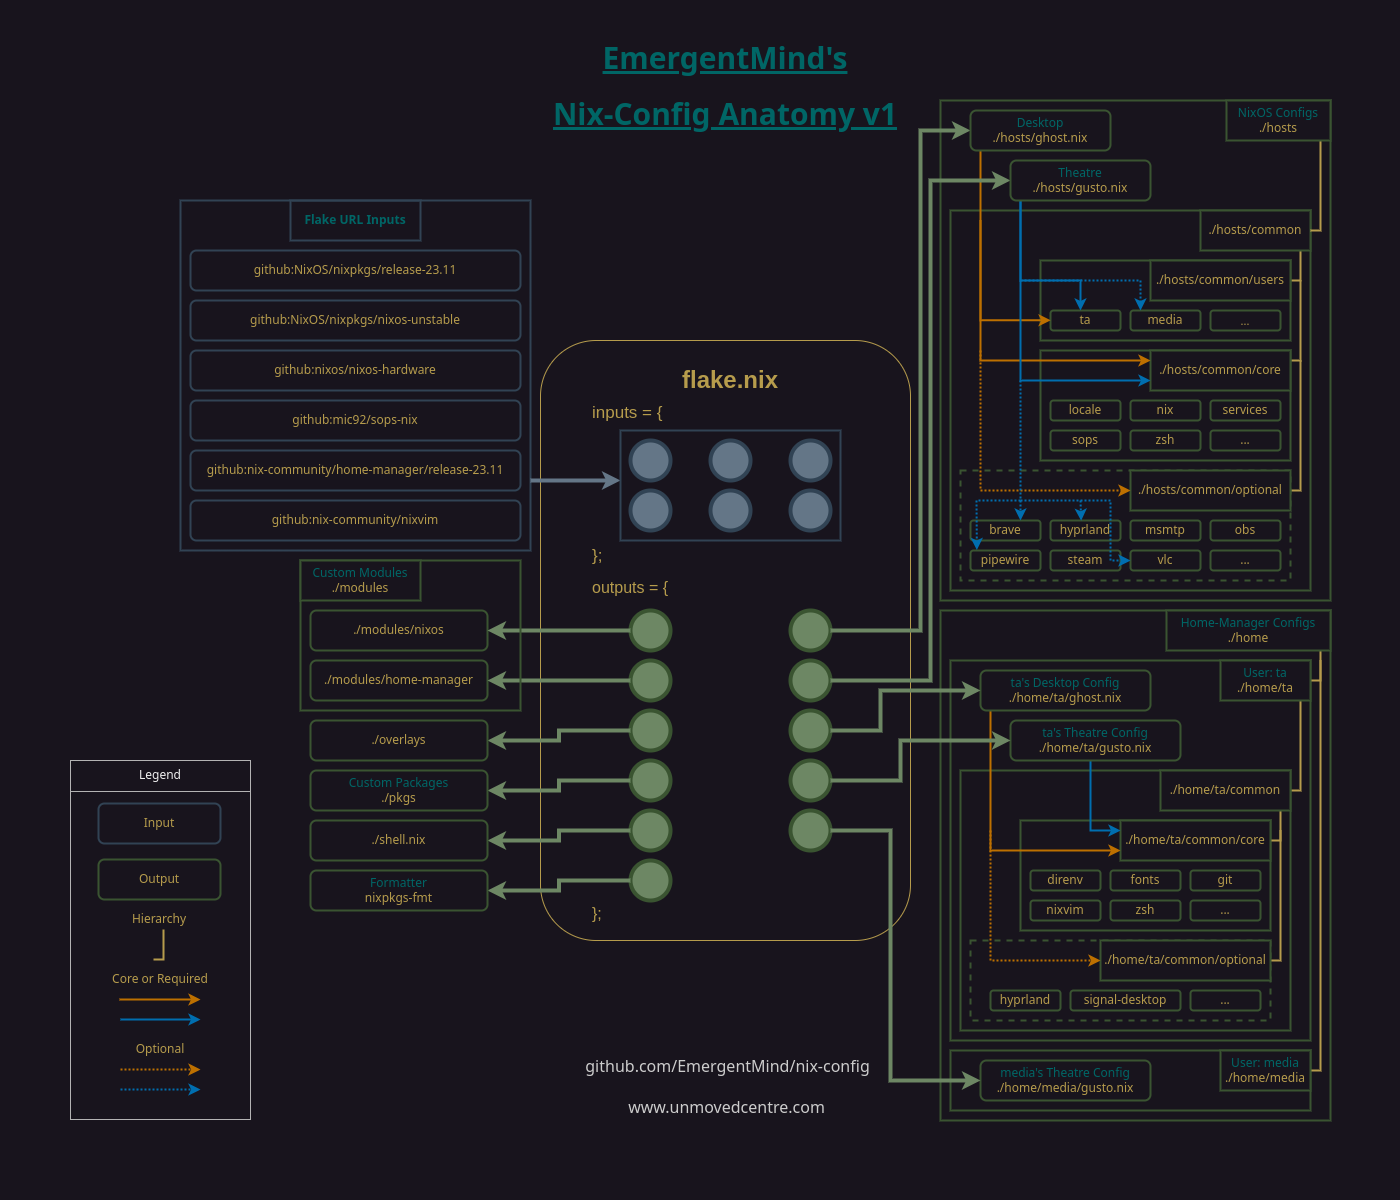 EmergentMind's
Nix-Config Anatomy v1
Flake URL Inputs
github:NixOS/nixpkgs/release-23.11
github:NixOS/nixpkgs/nixos-unstable
github:nixos/nixos-hardware
github:mic92/sops-nix
github:nix-community/home-manager/release-23.11
github:nix-community/nixvim
Custom Modules
./modules
./modules/nixos
./modules/home-manager
./overlays
Custom Packages
./pkgs
./shell.nix
Formatter
nixpkgs-fmt
Legend
Input
Output
Hierarchy
Core or Required
Optional
flake.nix
inputs = {
};
outputs = {
};
github.com/EmergentMind/nix-config
www.unmovedcentre.com
NixOS Configs
./hosts
Desktop
./hosts/ghost.nix
Theatre
./hosts/gusto.nix
./hosts/common
./hosts/common/users
ta
media
...
./hosts/common/core
locale
nix
services
sops
zsh
...
./hosts/common/optional
brave
hyprland
msmtp
obs
pipewire
steam
vlc
...
Home-Manager Configs
./home
User: ta
./home/ta
ta's Desktop Config
./home/ta/ghost.nix
ta's Theatre Config
./home/ta/gusto.nix
./home/ta/common
./home/ta/common/core
direnv
fonts
git
nixvim
zsh
...
./home/ta/common/optional
hyprland
signal-desktop
...
User: media
./home/media
media's Theatre Config
./home/media/gusto.nix